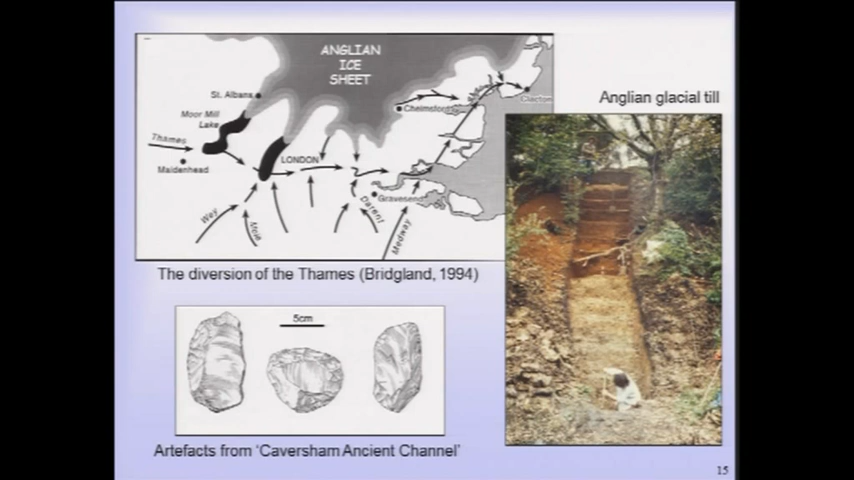 ANGLIAN
ICE
SHEET
St. Albans
Moor Mill
Lake
Thames
Maidenhead
LONDON
Chelmsford
Clacton
Gravesend
Wey
Mole
Darent
Medway
Anglian glacial till
The diversion of the Thames (Bridgland, 1994)
5cm
Artefacts from 'Caversham Ancient Channel'
15